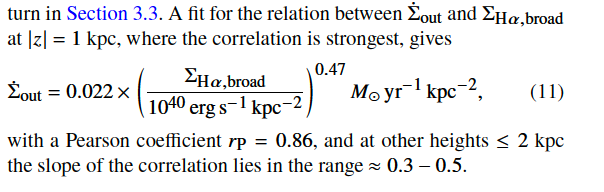 turn in Section 3.3. A fit for the relation between Σ̇out and ΣHα,broad
at |z| = 1 kpc, where the correlation is strongest, gives
Σ̇out = 0.022 × (ΣHα,broad / 10^40 erg s^−1 kpc^−2)^0.47 M⊙ yr^−1 kpc^−2, (11)
with a Pearson coefficient rP = 0.86, and at other heights ≤ 2 kpc
the slope of the correlation lies in the range ≈ 0.3 − 0.5.